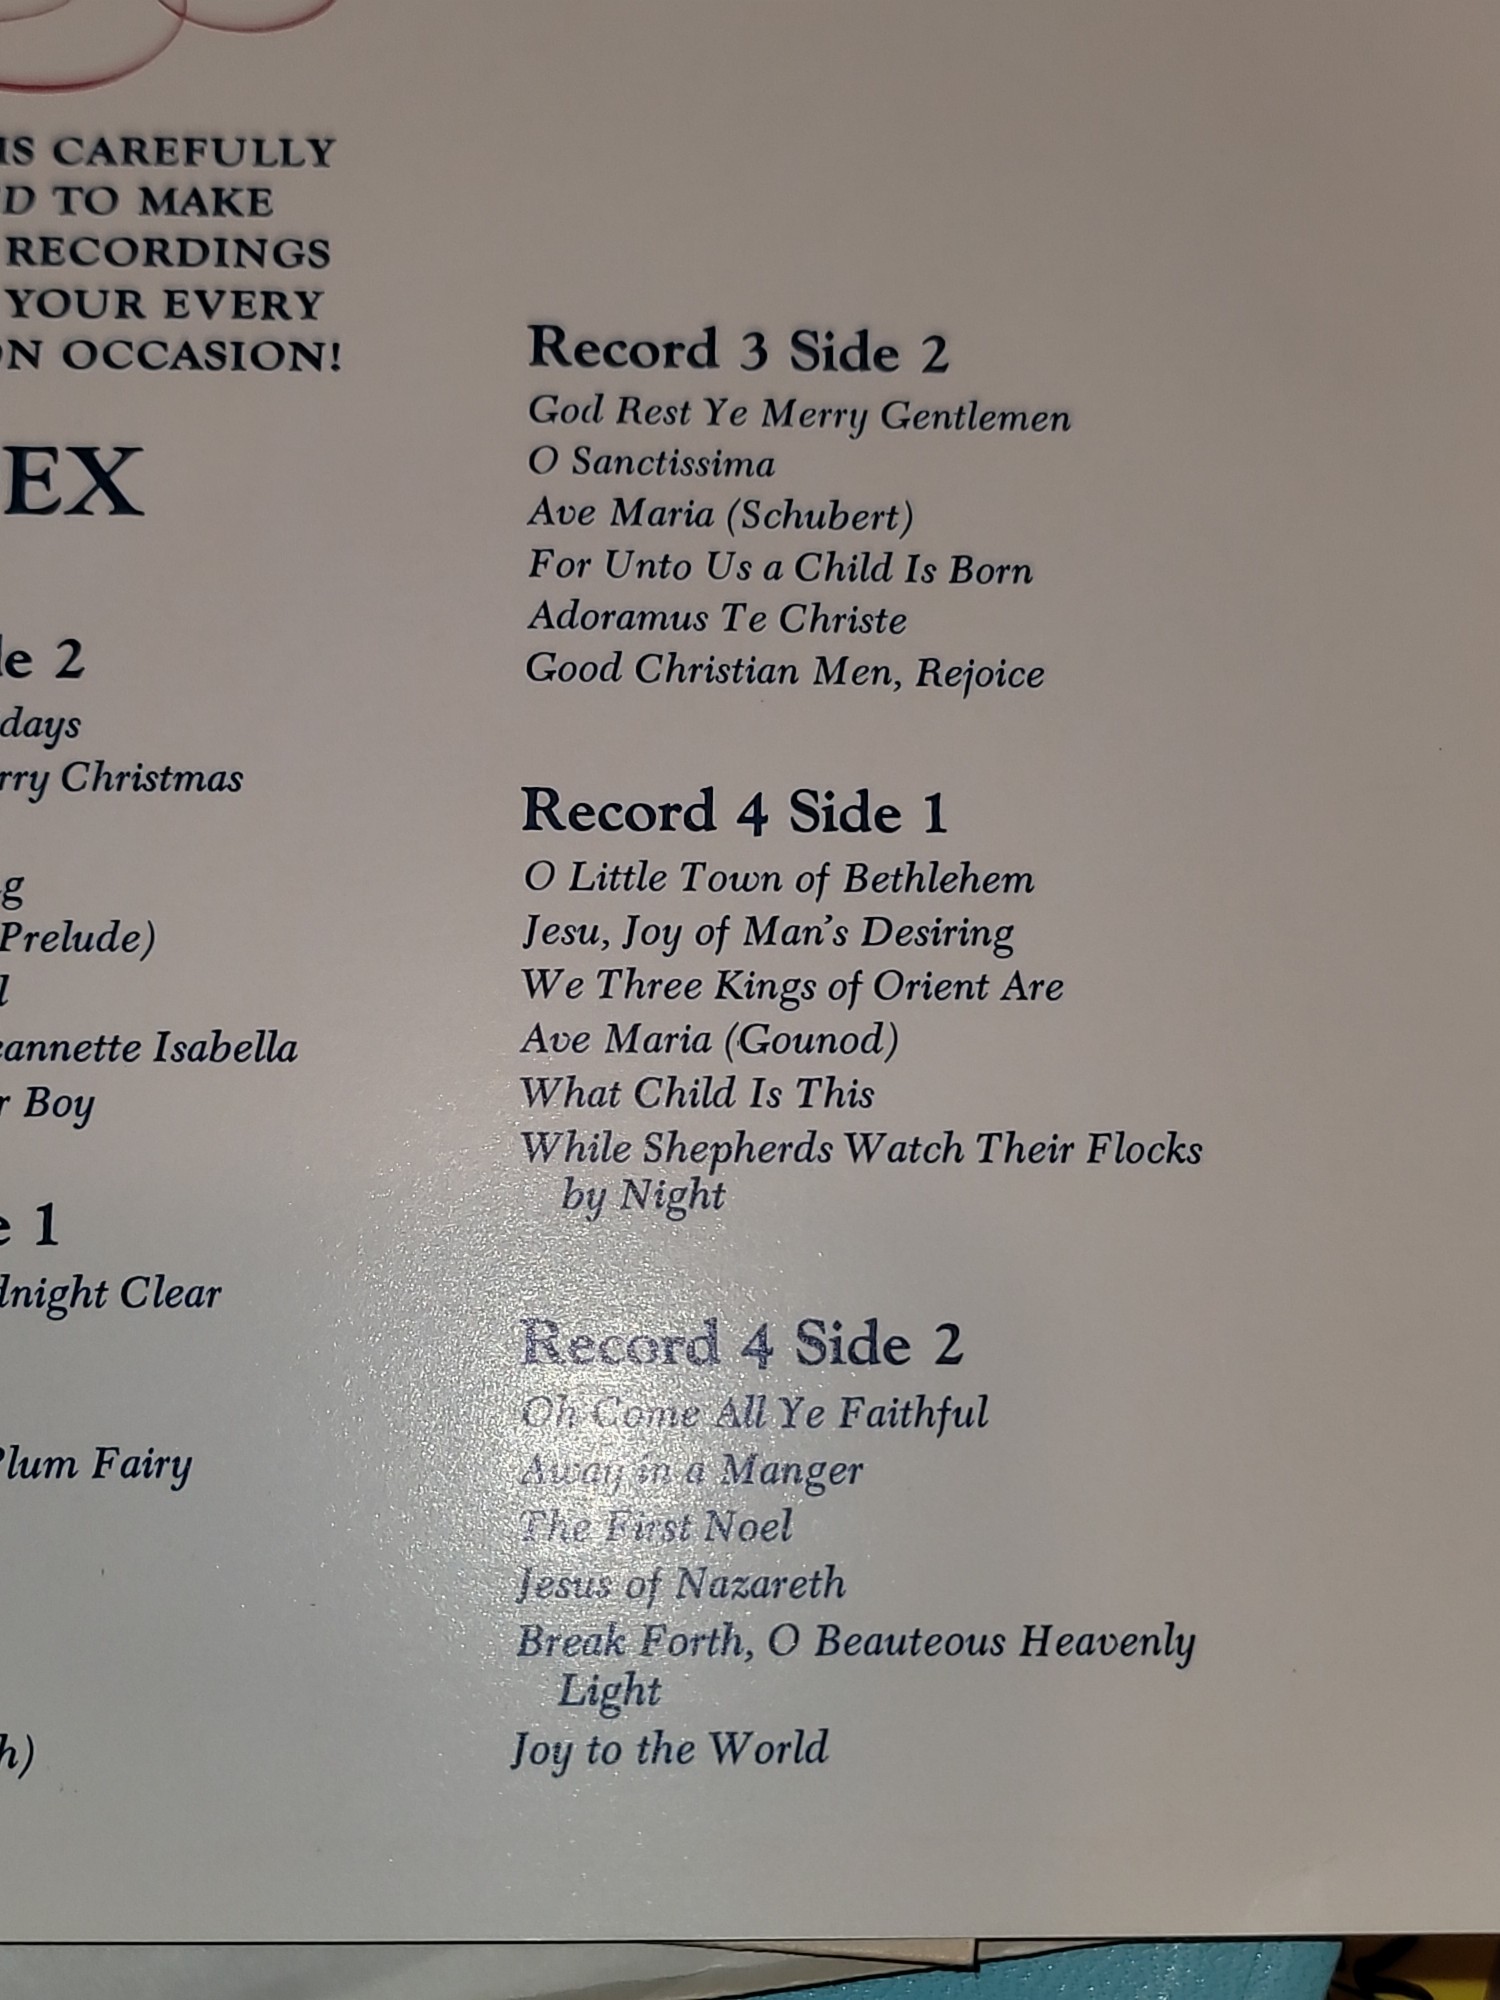 IS CAREFULLY
D TO MAKE
RECORDINGS
YOUR EVERY
ON OCCASION!
EX
de 2
days
rry Christmas
g
Prelude)
l
eannette Isabella
r Boy
e 1
dnight Clear
Plum Fairy
h)
Record 3 Side 2
God Rest Ye Merry Gentlemen
O Sanctissima
Ave Maria (Schubert)
For Unto Us a Child Is Born
Adoramus Te Christe
Good Christian Men, Rejoice
Record 4 Side 1
O Little Town of Bethlehem
Jesu, Joy of Man's Desiring
We Three Kings of Orient Are
Ave Maria (Gounod)
What Child Is This
While Shepherds Watch Their Flocks
by Night
Record 4 Side 2
Oh Come All Ye Faithful
Away in a Manger
The First Noel
Jesus of Nazareth
Break Forth, O Beauteous Heavenly
Light
Joy to the World